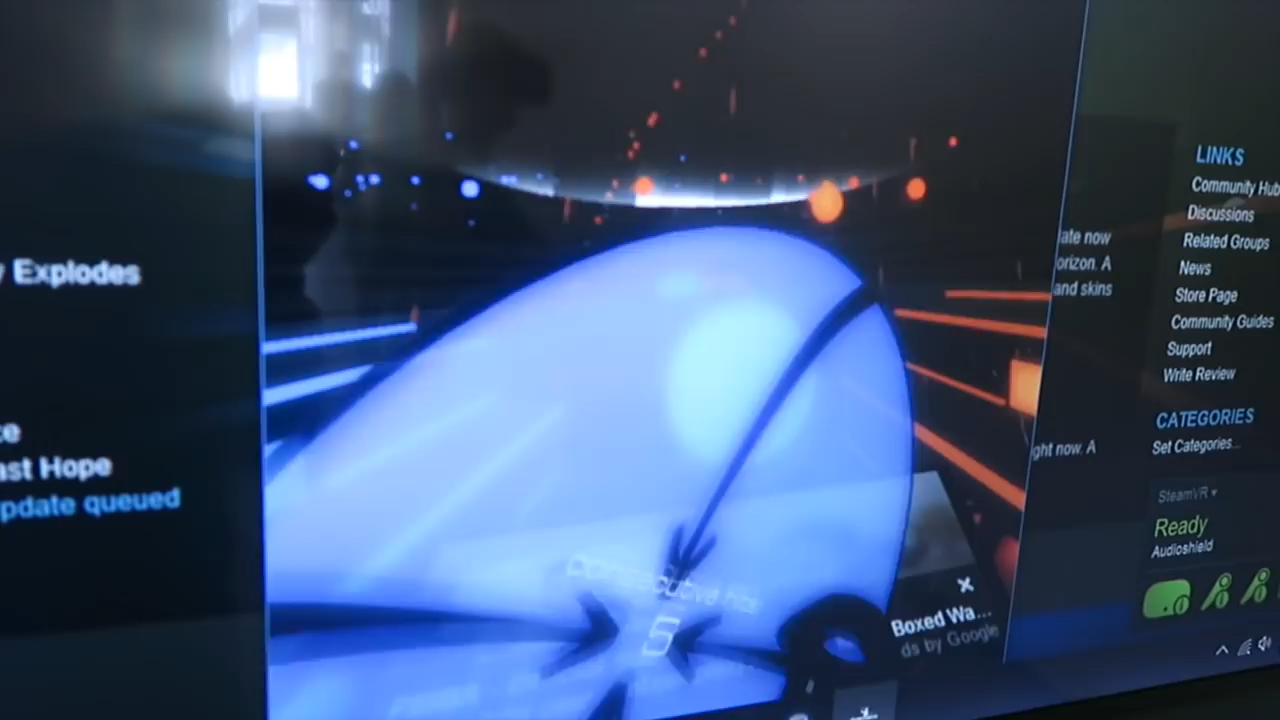 Explodes
ast Hope
pdate queued
consecutive hits
5
Boxed Wa...
ds by Google
ate now
orizon. A
and skins
ght now. A
LINKS
Community Hub
Discussions
Related Groups
News
Store Page
Community Guides
Support
Write Review
CATEGORIES
Set Categories...
SteamVR
Ready
Audioshield